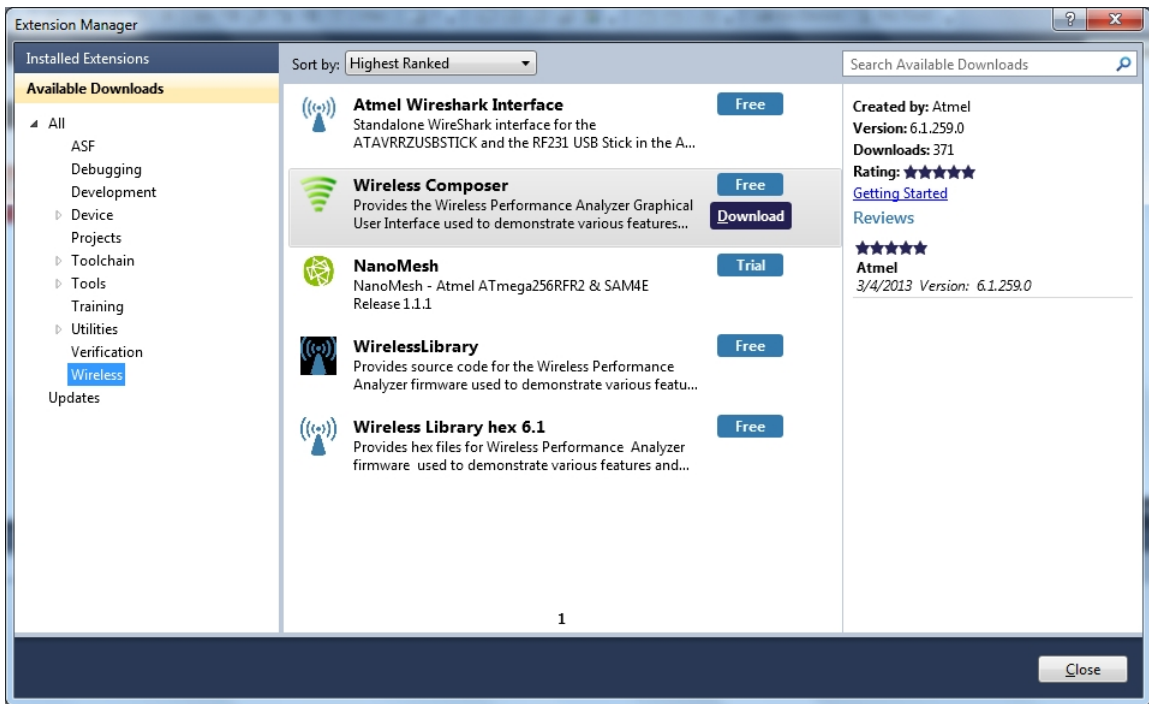 Extension Manager
?
Installed Extensions
Available Downloads
All
ASF
Debugging
Development
Device
Projects
Toolchain
Tools
Training
Utilities
Verification
Wireless
Updates
Sort by: Highest Ranked
Atmel Wireshark Interface
Free
Standalone WireShark interface for the
ATAVRRZUSBSTICK and the RF231 USB Stick in the A...
Wireless Composer
Free
Provides the Wireless Performance Analyzer Graphical
User Interface used to demonstrate various features...
Download
NanoMesh
Trial
NanoMesh - Atmel ATmega256RFR2 & SAM4E
Release 1.1.1
WirelessLibrary
Free
Provides source code for the Wireless Performance
Analyzer firmware used to demonstrate various featu...
Wireless Library hex 6.1
Free
Provides hex files for Wireless Performance Analyzer
firmware used to demonstrate various features and...
1
Search Available Downloads
Created by: Atmel
Version: 6.1.259.0
Downloads: 371
Rating: ★★★★★
Getting Started
Reviews
★★★★★
Atmel
3/4/2013 Version: 6.1.259.0
Close